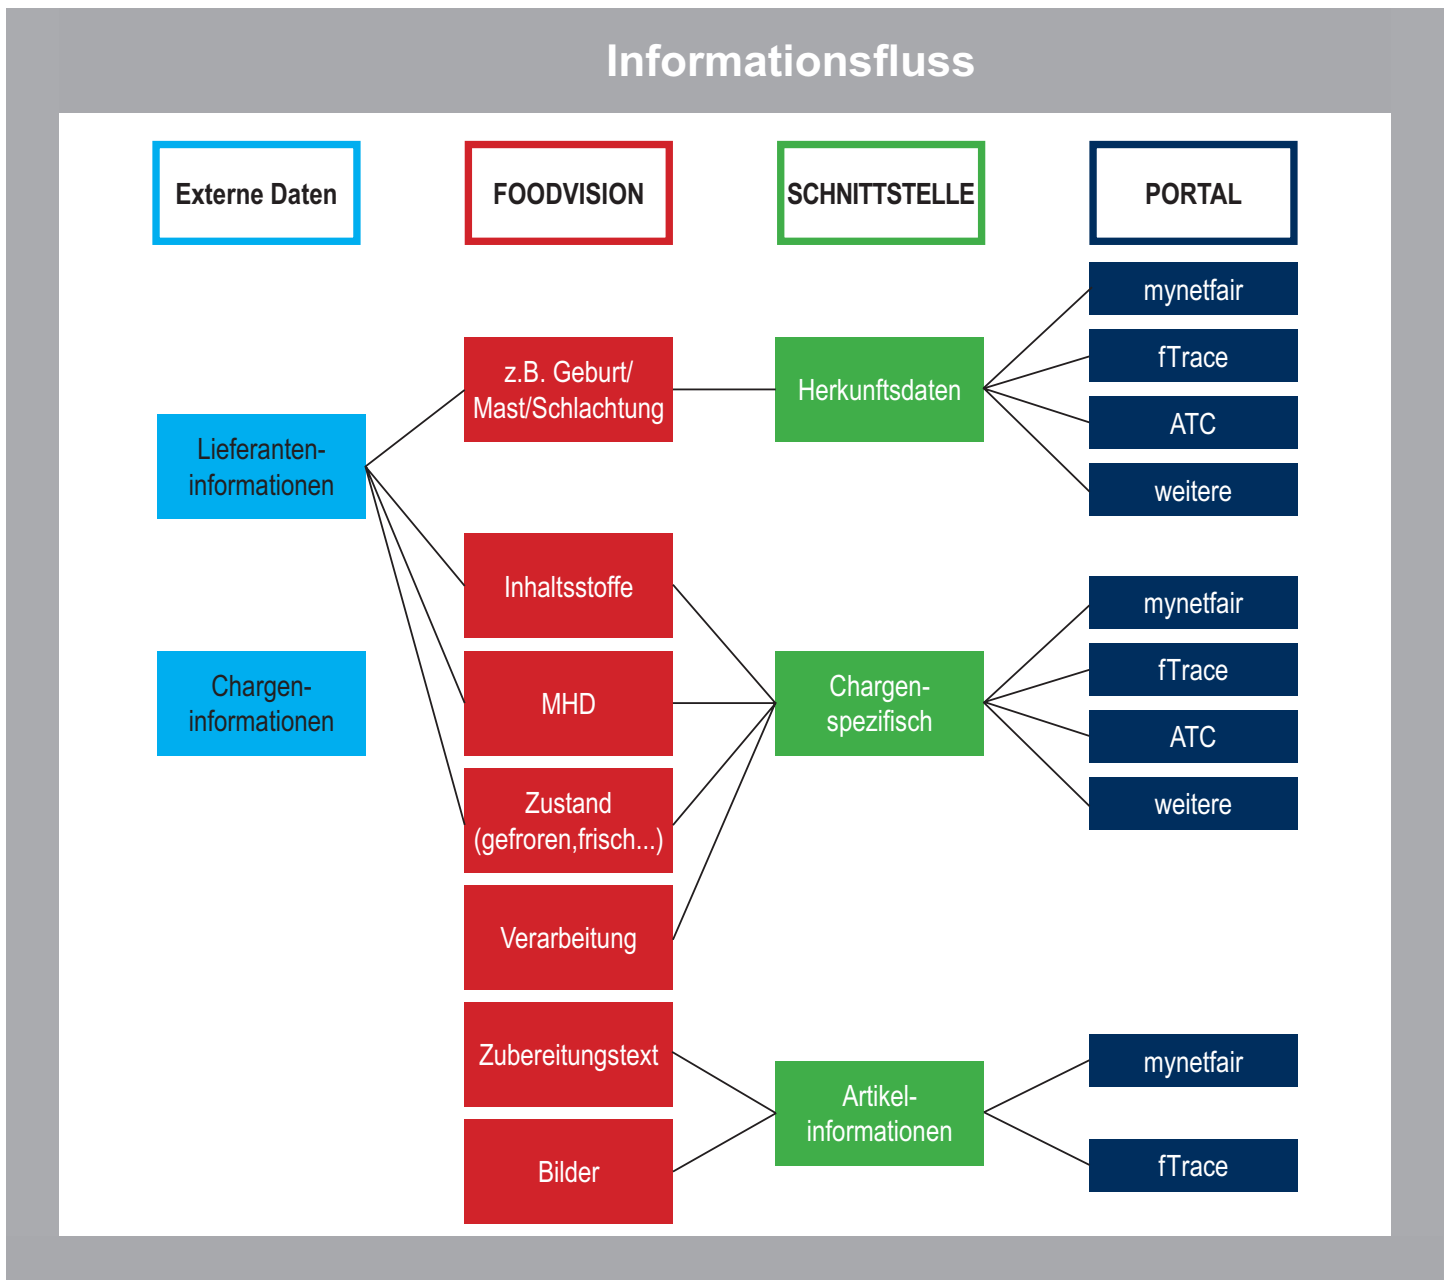 Informationsfluss
Externe Daten
FOODVISION
SCHNITTSTELLE
PORTAL
Lieferanten-
informationen
Chargen-
informationen
z.B. Geburt/
Mast/Schlachtung
Inhaltsstoffe
MHD
Zustand
(gefroren,frisch...)
Verarbeitung
Zubereitungstext
Bilder
Herkunftsdaten
Chargen-
spezifisch
Artikel-
informationen
mynetfair
fTrace
ATC
weitere
mynetfair
fTrace
ATC
weitere
mynetfair
fTrace